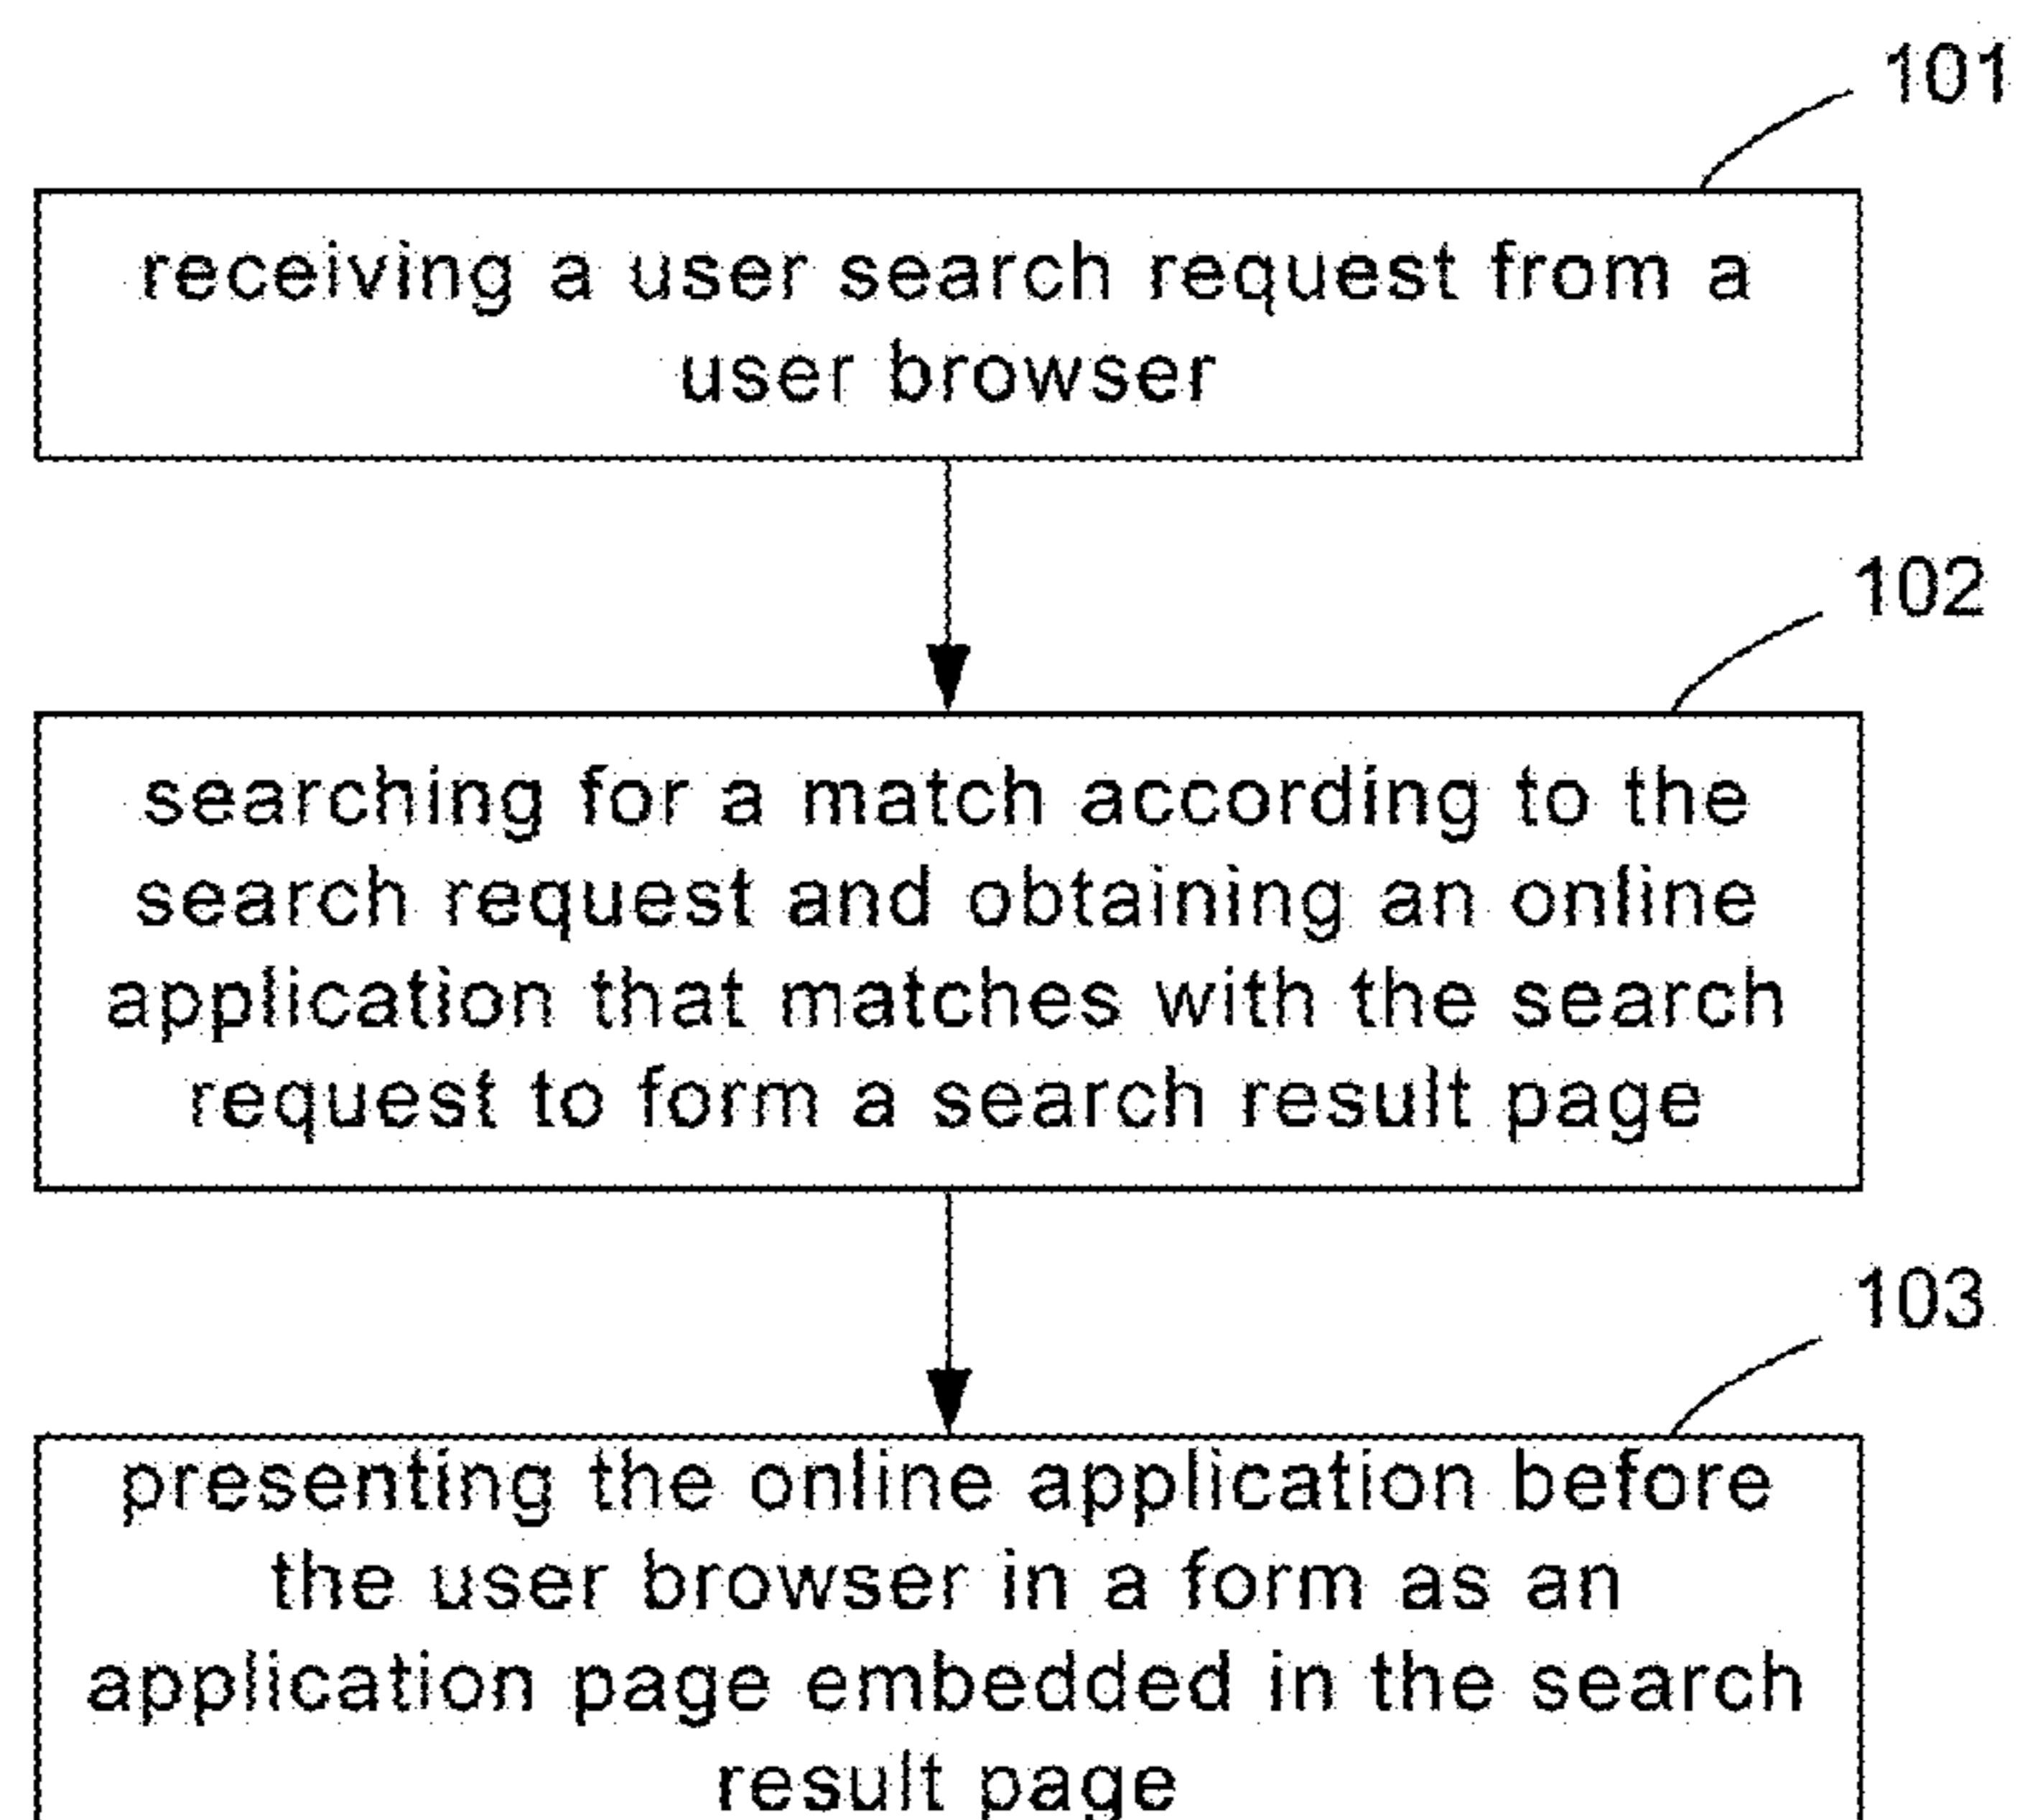 101
receiving a user search request from a
user browser
102
searching for a match according to the
search request and obtaining an online
application that matches with the search
request to form a search result page
103
presenting the online application before
the user browser in a form as an
application page embedded in the search
result page